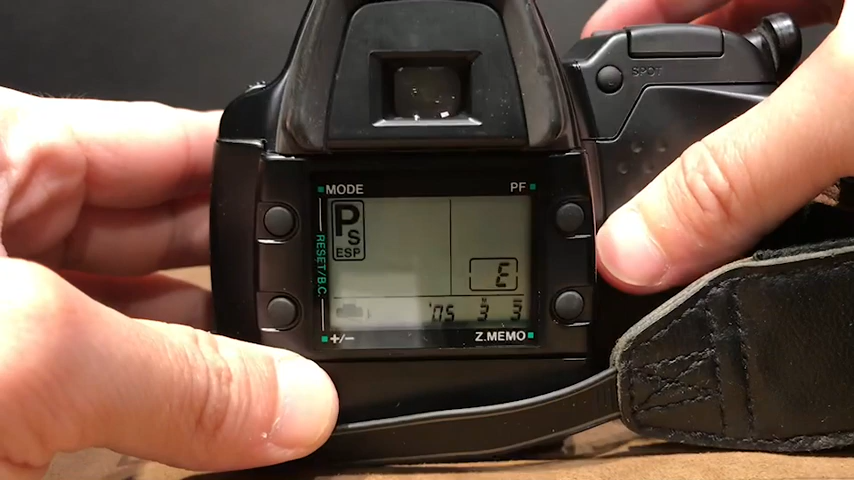 SPOT
MODE PF
P
S
ESP
RESET/B.C.
E
'05 3 3
+/− Z.MEMO